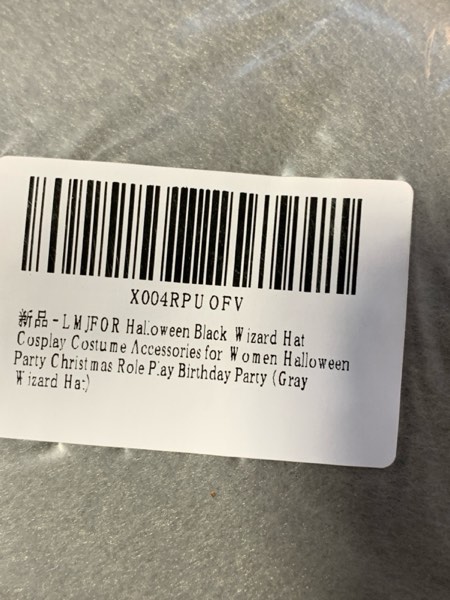 X004RPU0FV
新品-LMJFOR Halloween Black Wizard Hat
Cosplay Costume Accessories for Women Halloween
Party Christmas Role Play Birthday Party (Gray
Wizard Hat)